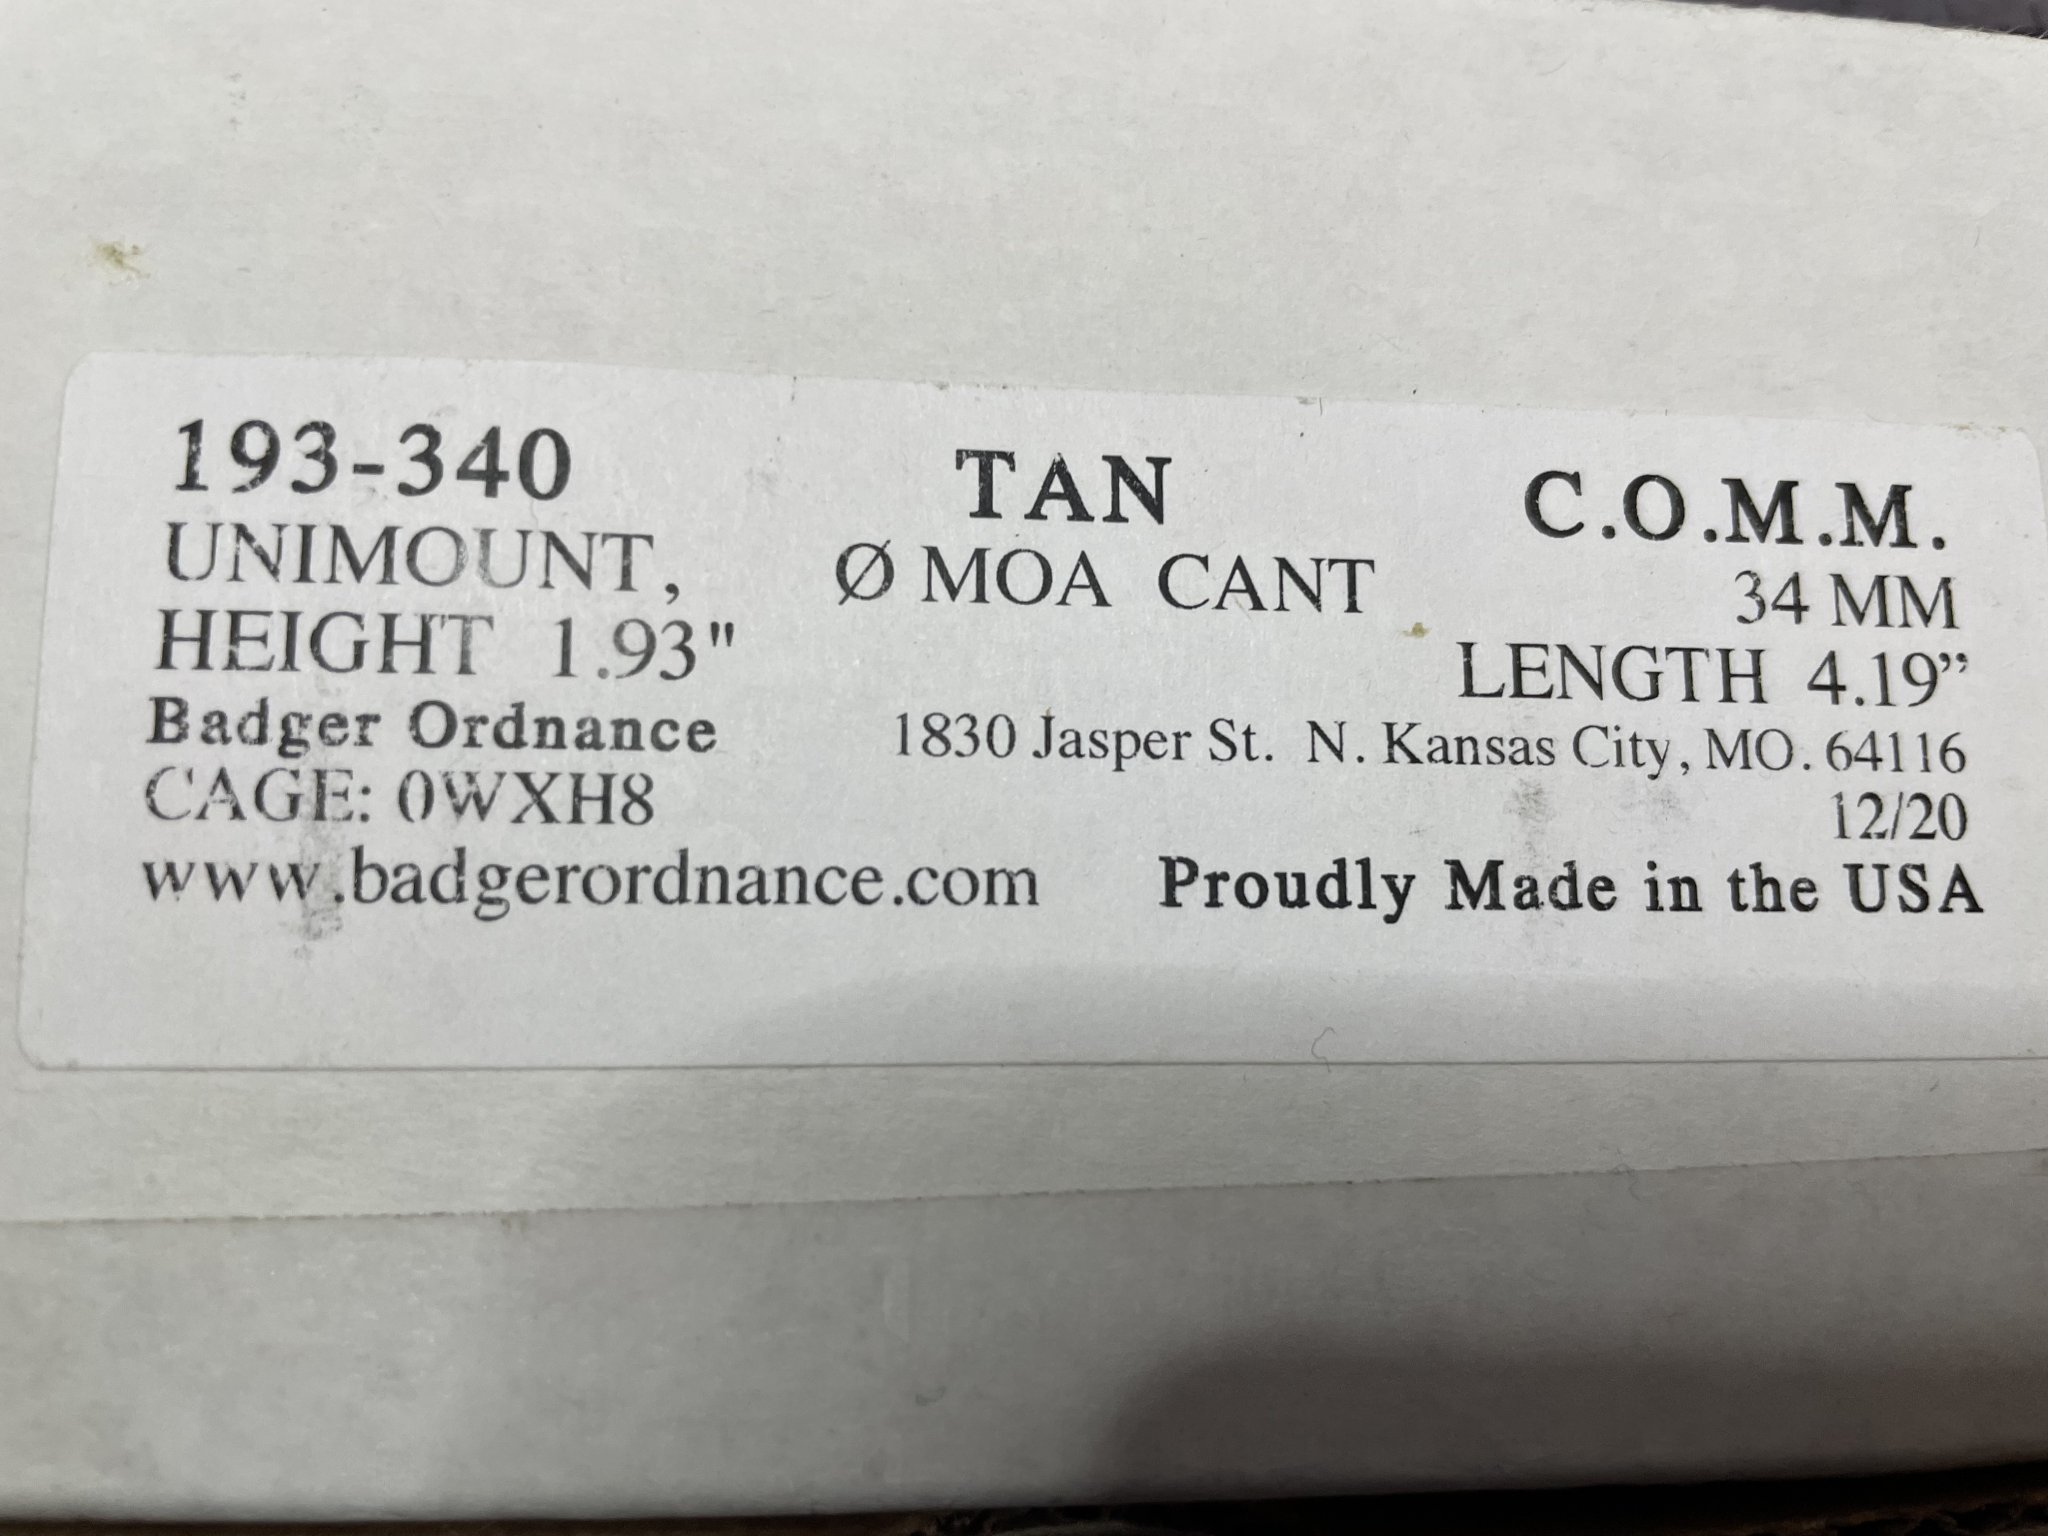 193-340 TAN C.O.M.M.
UNIMOUNT, Ø MOA CANT 34 MM
HEIGHT 1.93" LENGTH 4.19”
Badger Ordnance 1830 Jasper St. N. Kansas City, MO. 64116
CAGE: 0WXH8 12/20
www.badgerordnance.com Proudly Made in the USA